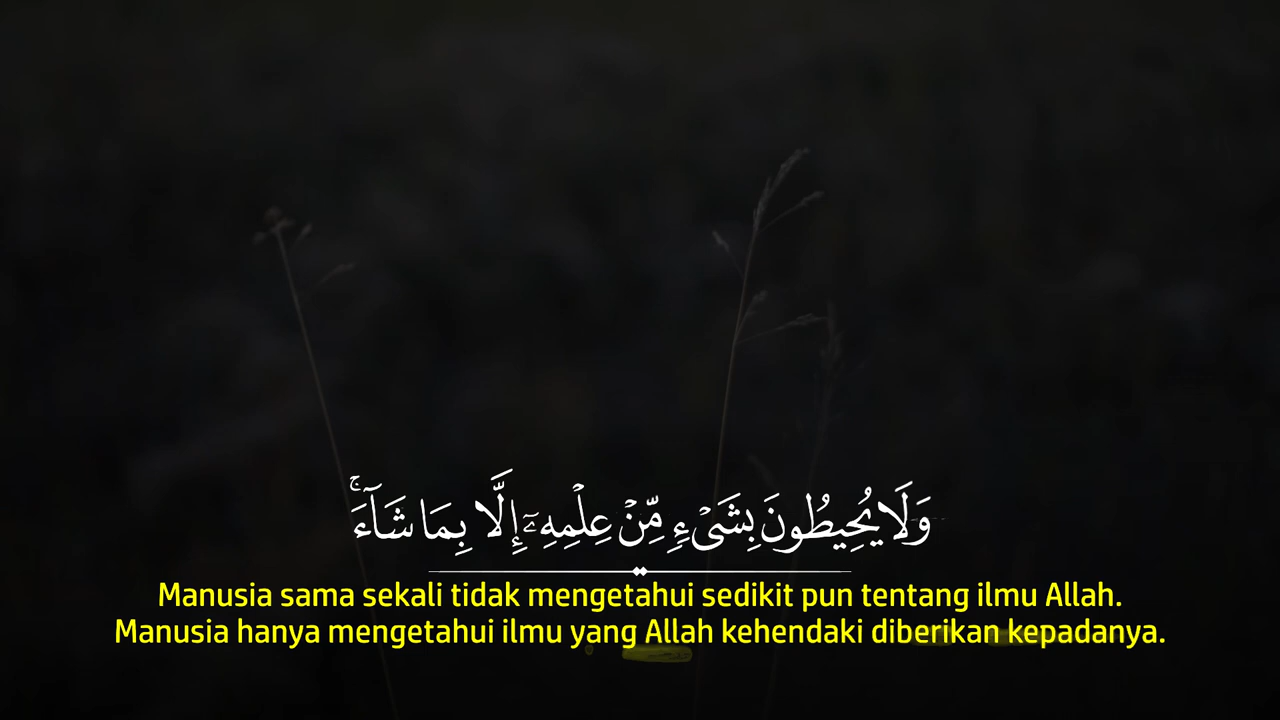 وَلَا يُحِيطُونَ بِشَىْءٍ مِّنْ عِلْمِهِۦٓ إِلَّا بِمَا شَآءَ ۚ
Manusia sama sekali tidak mengetahui sedikit pun tentang ilmu Allah.
Manusia hanya mengetahui ilmu yang Allah kehendaki diberikan kepadanya.